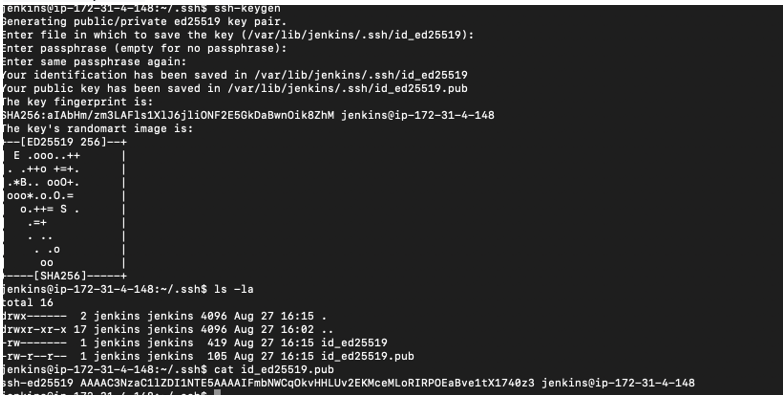 jenkins@ip-172-31-4-148:~/.ssh$ ssh-keygen
Generating public/private ed25519 key pair.
Enter file in which to save the key (/var/lib/jenkins/.ssh/id_ed25519):
Enter passphrase (empty for no passphrase):
Enter same passphrase again:
Your identification has been saved in /var/lib/jenkins/.ssh/id_ed25519
Your public key has been saved in /var/lib/jenkins/.ssh/id_ed25519.pub
The key fingerprint is:
SHA256:aIAbHm/zm3LAFls1XlJ6jliONF2E5GkDaBwnOik8ZhM jenkins@ip-172-31-4-148
The key's randomart image is:
+--[ED25519 256]--+
| E .ooo..++      |
|. .++o +=+.      |
|.*B.. ooO+.      |
|ooo*.o.O.=       |
|  o.++= S .      |
|   .=+           |
|   . ..          |
|    . .o         |
|     oo          |
+----[SHA256]-----+
jenkins@ip-172-31-4-148:~/.ssh$ ls -la
total 16
drwx------  2 jenkins jenkins 4096 Aug 27 16:15 .
drwxr-xr-x 17 jenkins jenkins 4096 Aug 27 16:02 ..
-rw-------  1 jenkins jenkins  419 Aug 27 16:15 id_ed25519
-rw-r--r--  1 jenkins jenkins  105 Aug 27 16:15 id_ed25519.pub
jenkins@ip-172-31-4-148:~/.ssh$ cat id_ed25519.pub
ssh-ed25519 AAAAC3NzaC1lZDI1NTE5AAAAIFmbNWCqOkvHHLUv2EKMceMLoRIRPOEaBve1tX1740z3 jenkins@ip-172-31-4-148
jenkins@ip-172-31-4-148:~/.ssh$